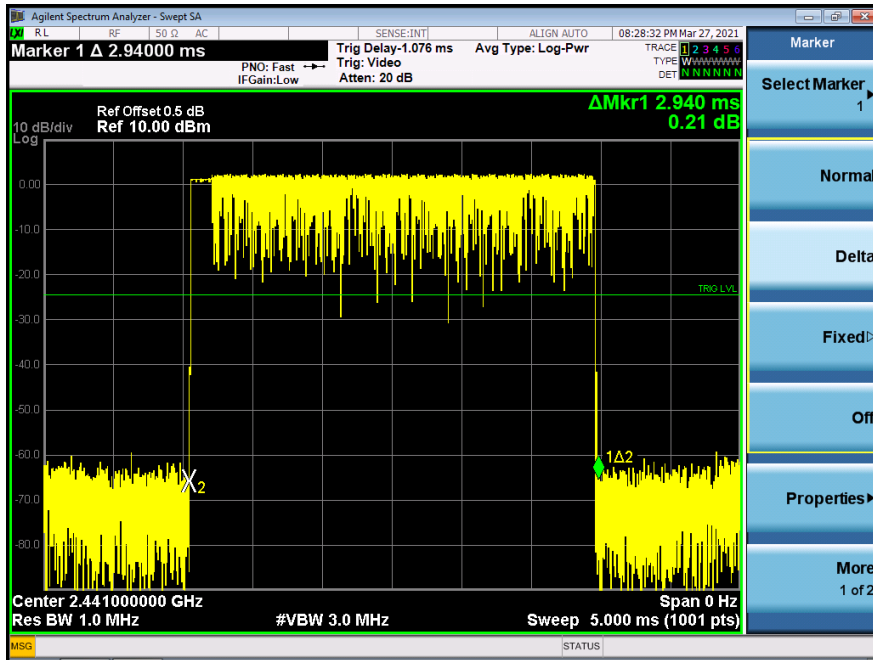 Agilent Spectrum Analyzer - Swept SA
LXI RL RF 50 Ω AC SENSE:INT ALIGN AUTO 08:28:32 PM Mar 27, 2021
Marker 1 Δ 2.94000 ms
PNO: Fast
IFGain:Low
Trig Delay-1.076 ms
Trig: Video
Atten: 20 dB
Avg Type: Log-Pwr
TRACE 1 2 3 4 5 6
TYPE WWWWWW
DET N N N N N N
ΔMkr1 2.940 ms
0.21 dB
Ref Offset 0.5 dB
10 dB/div Ref 10.00 dBm
Log
0.00
-10.0
-20.0
TRIG LVL
-30.0
-40.0
-50.0
-60.0
1Δ2
2
-70.0
-80.0
Center 2.441000000 GHz Span 0 Hz
Res BW 1.0 MHz #VBW 3.0 MHz Sweep 5.000 ms (1001 pts)
MSG STATUS
Marker
Select Marker
1
Normal
Delta
Fixed
Off
Properties
More
1 of 2